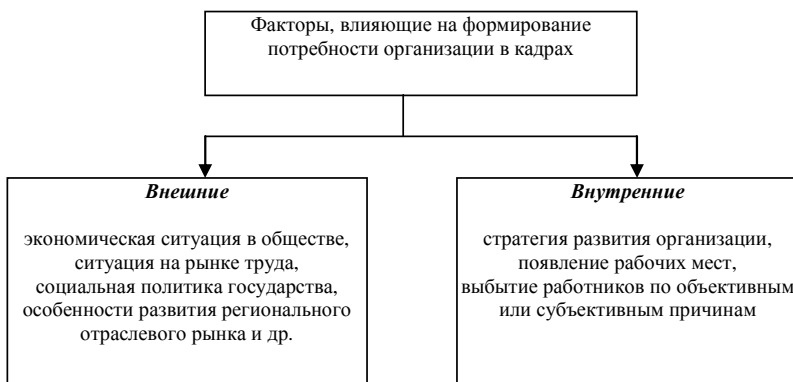 Факторы, влияющие на формирование
потребности организации в кадрах
Внешние
экономическая ситуация в обществе,
ситуация на рынке труда,
социальная политика государства,
особенности развития регионального
отраслевого рынка и др.
Внутренние
стратегия развития организации,
появление рабочих мест,
выбытие работников по объективным
или субъективным причинам